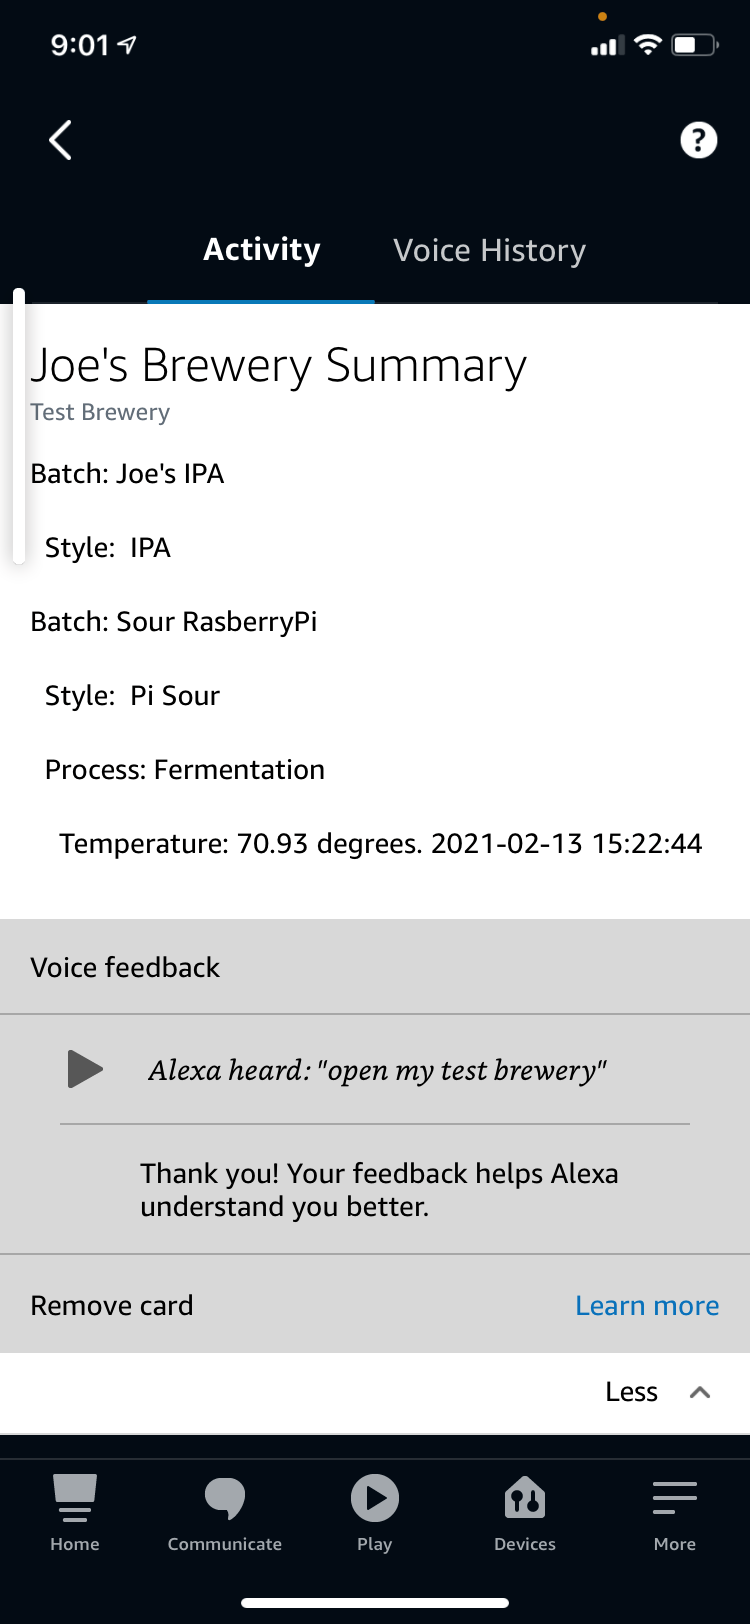 9:01
?
Activity Voice History
Joe's Brewery Summary
Test Brewery
Batch: Joe's IPA
Style: IPA
Batch: Sour RasberryPi
Style: Pi Sour
Process: Fermentation
Temperature: 70.93 degrees. 2021-02-13 15:22:44
Voice feedback
Alexa heard: "open my test brewery"
Thank you! Your feedback helps Alexa
understand you better.
Remove card Learn more
Less
Home Communicate Play Devices More